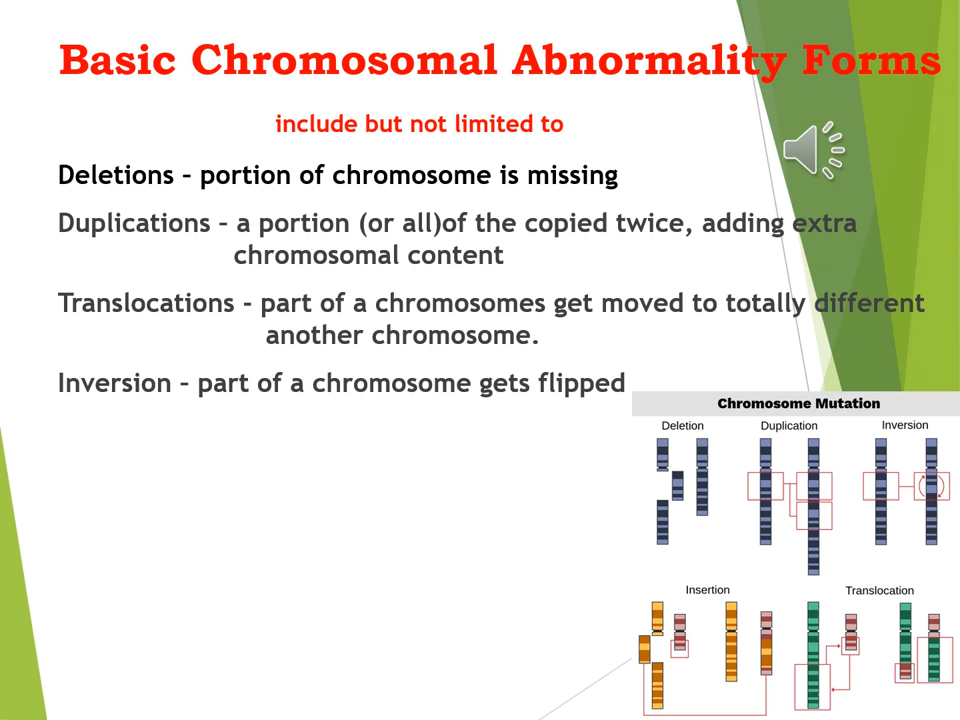 Basic Chromosomal Abnormality Forms
include but not limited to
Deletions – portion of chromosome is missing
Duplications – a portion (or all)of the copied twice, adding extra
chromosomal content
Translocations - part of a chromosomes get moved to totally different
another chromosome.
Inversion – part of a chromosome gets flipped
Chromosome Mutation
Deletion Duplication Inversion
Insertion Translocation